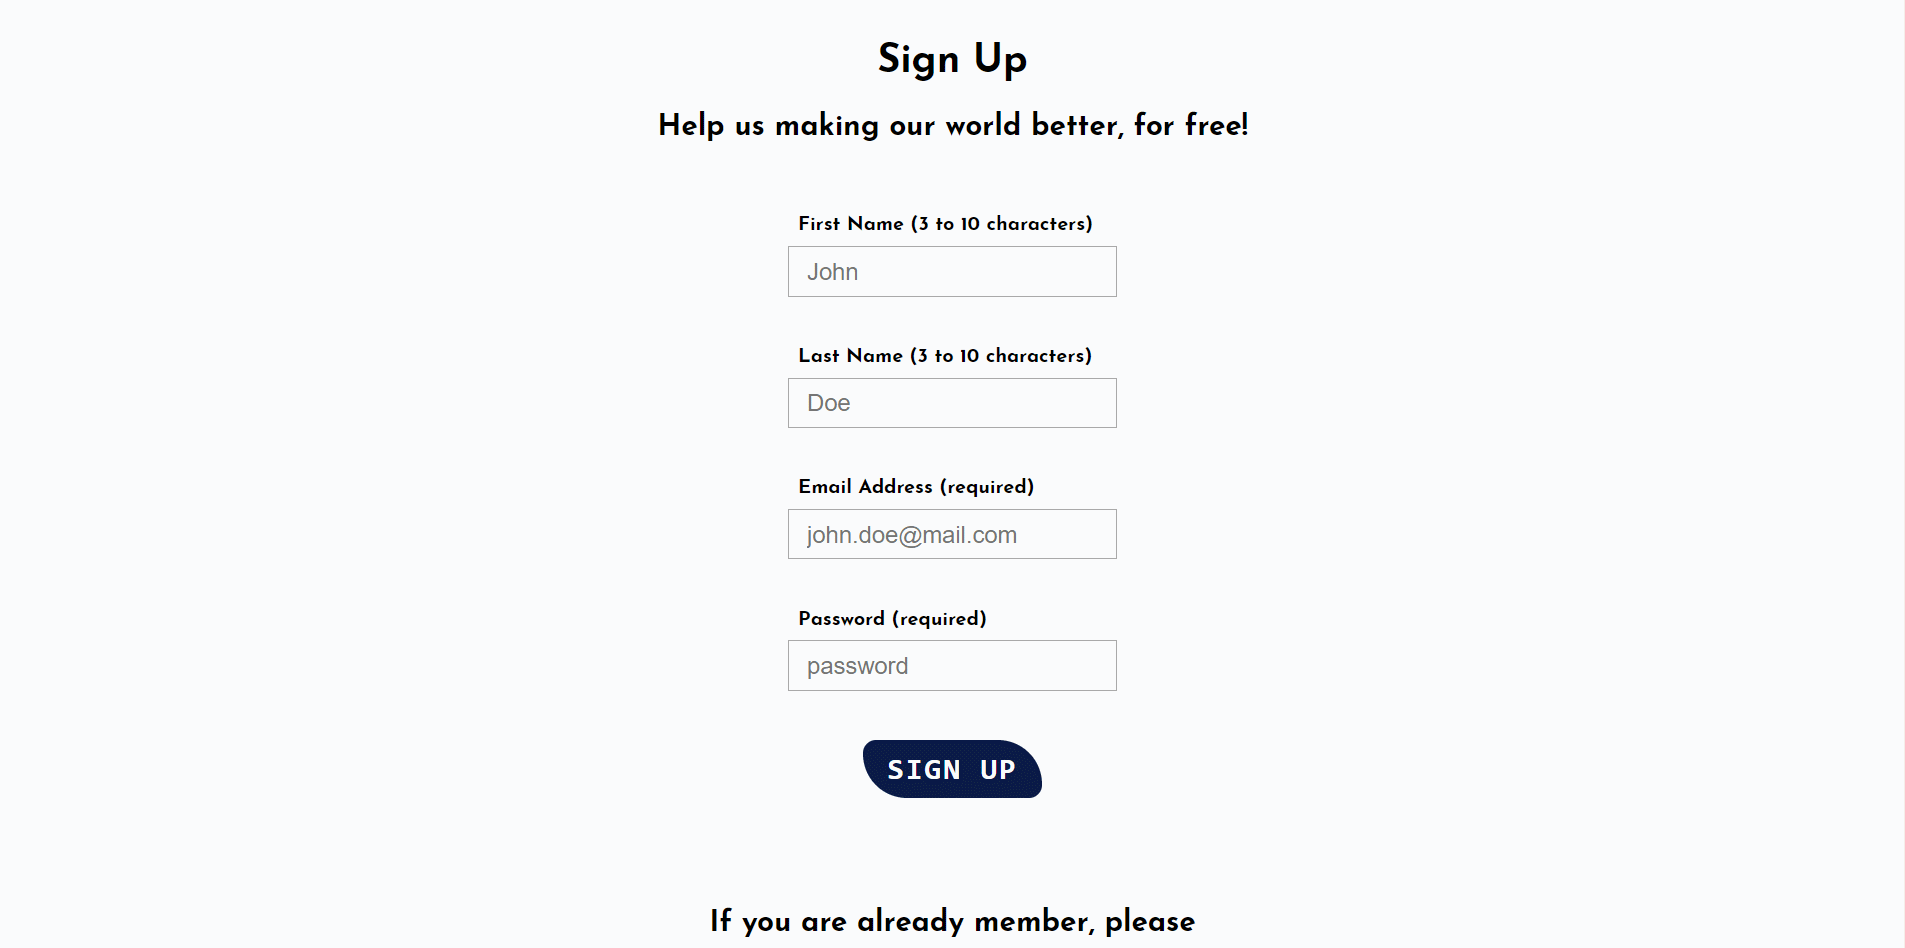 Sign Up
Help us making our world better, for free!
First Name (3 to 10 characters)
John
Last Name (3 to 10 characters)
Doe
Email Address (required)
john.doe@mail.com
Password (required)
password
SIGN UP
If you are already member, please